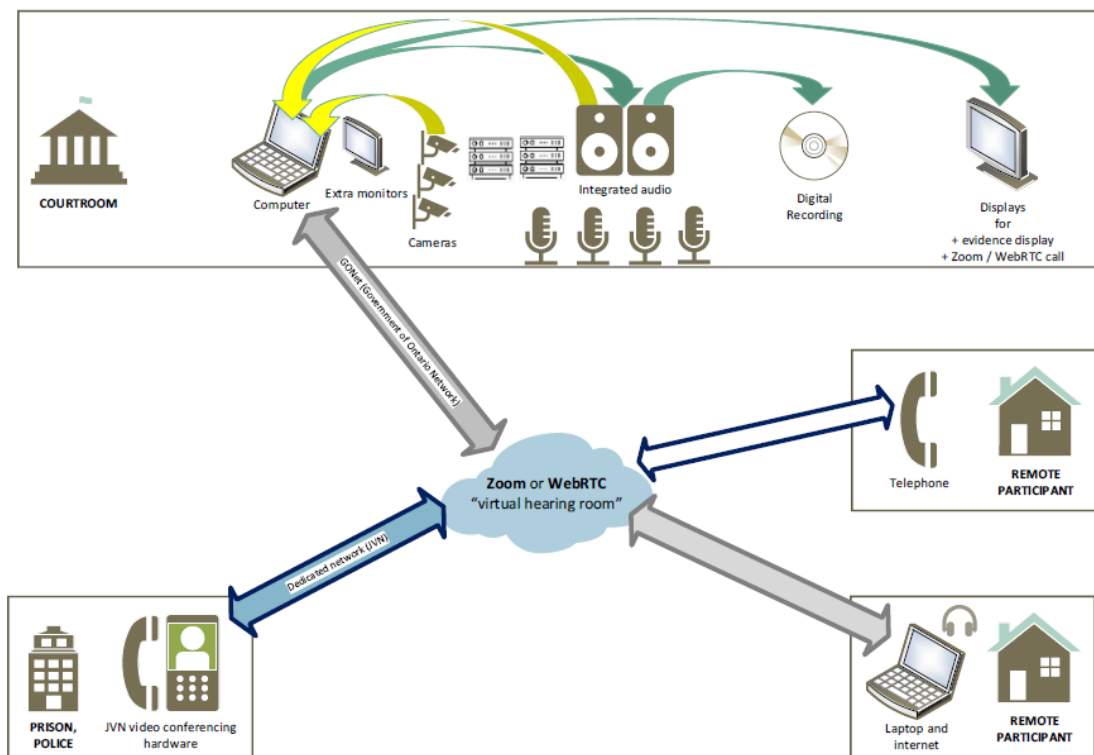 COURTROOM
Computer
Extra monitors
Cameras
Integrated audio
Digital
Recording
Displays
for
+ evidence display
+ Zoom / WebRTC call
GONet (Government of Ontario Network)
Zoom or WebRTC
"virtual hearing room"
Telephone
REMOTE
PARTICIPANT
Dedicated network (JVN)
PRISON,
POLICE
JVN video conferencing
hardware
Laptop and
internet
REMOTE
PARTICIPANT